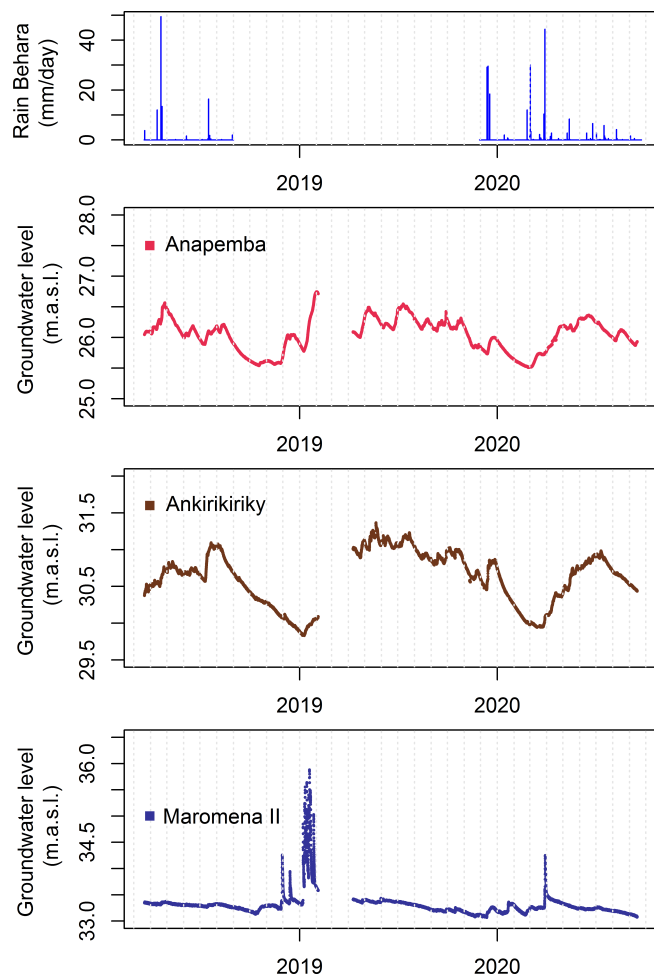 Rain Behara
(mm/day)
40
20
0
2019
2020
Groundwater level
(m.a.s.l.)
28.0
27.0
26.0
25.0
Anapemba
2019
2020
Groundwater level
(m.a.s.l.)
31.5
30.5
29.5
Ankirikiriky
2019
2020
Groundwater level
(m.a.s.l.)
36.0
34.5
33.0
Maromena II
2019
2020